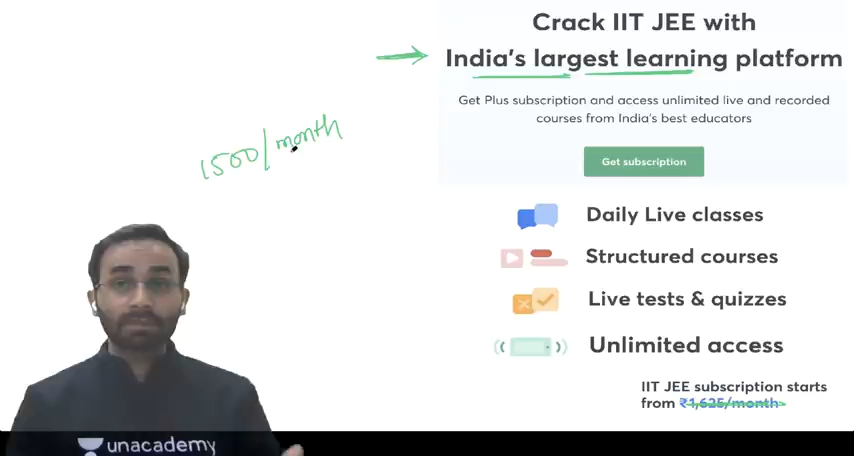 Crack IIT JEE with
India's largest learning platform
Get Plus subscription and access unlimited live and recorded
courses from India's best educators
Get subscription
1500/month
Daily Live classes
Structured courses
Live tests & quizzes
Unlimited access
IIT JEE subscription starts
from ₹1,625/month
unacademy